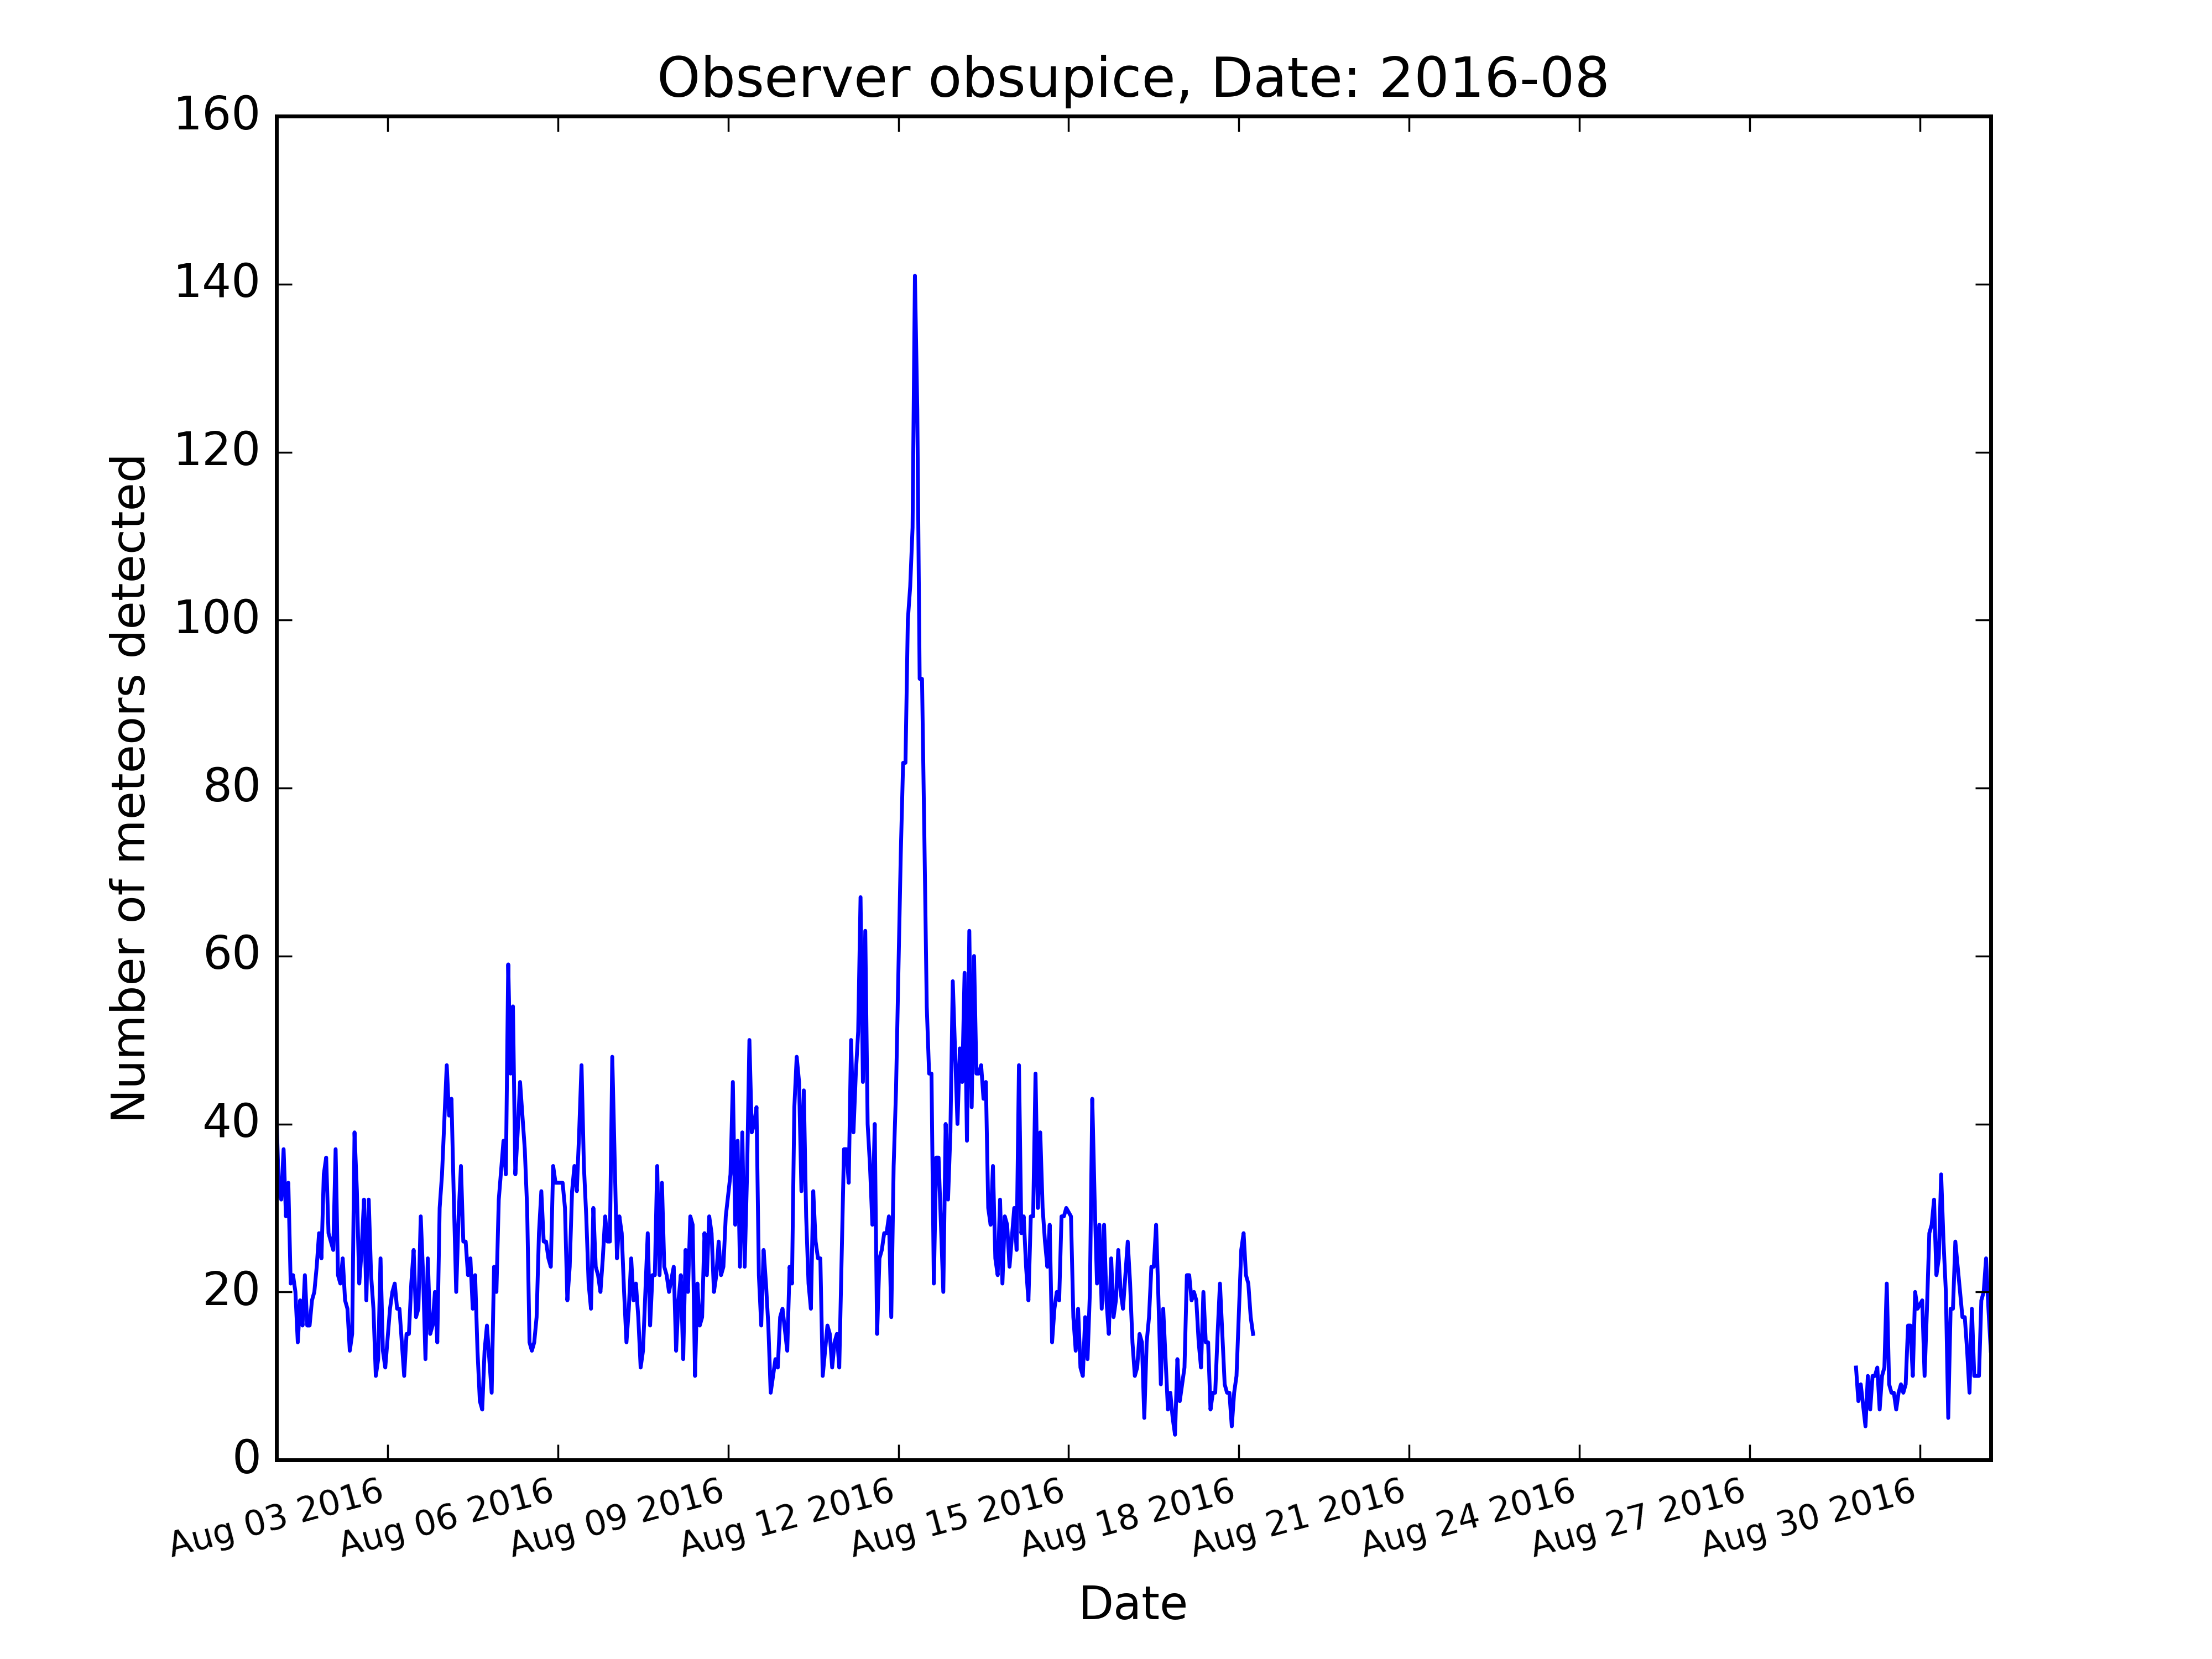 Observer obsupice, Date: 2016-08
160
140
120
100
80
60
40
20
0
Number of meteors detected
Aug 03 2016
Aug 06 2016
Aug 09 2016
Aug 12 2016
Aug 15 2016
Aug 18 2016
Aug 21 2016
Aug 24 2016
Aug 27 2016
Aug 30 2016
Date